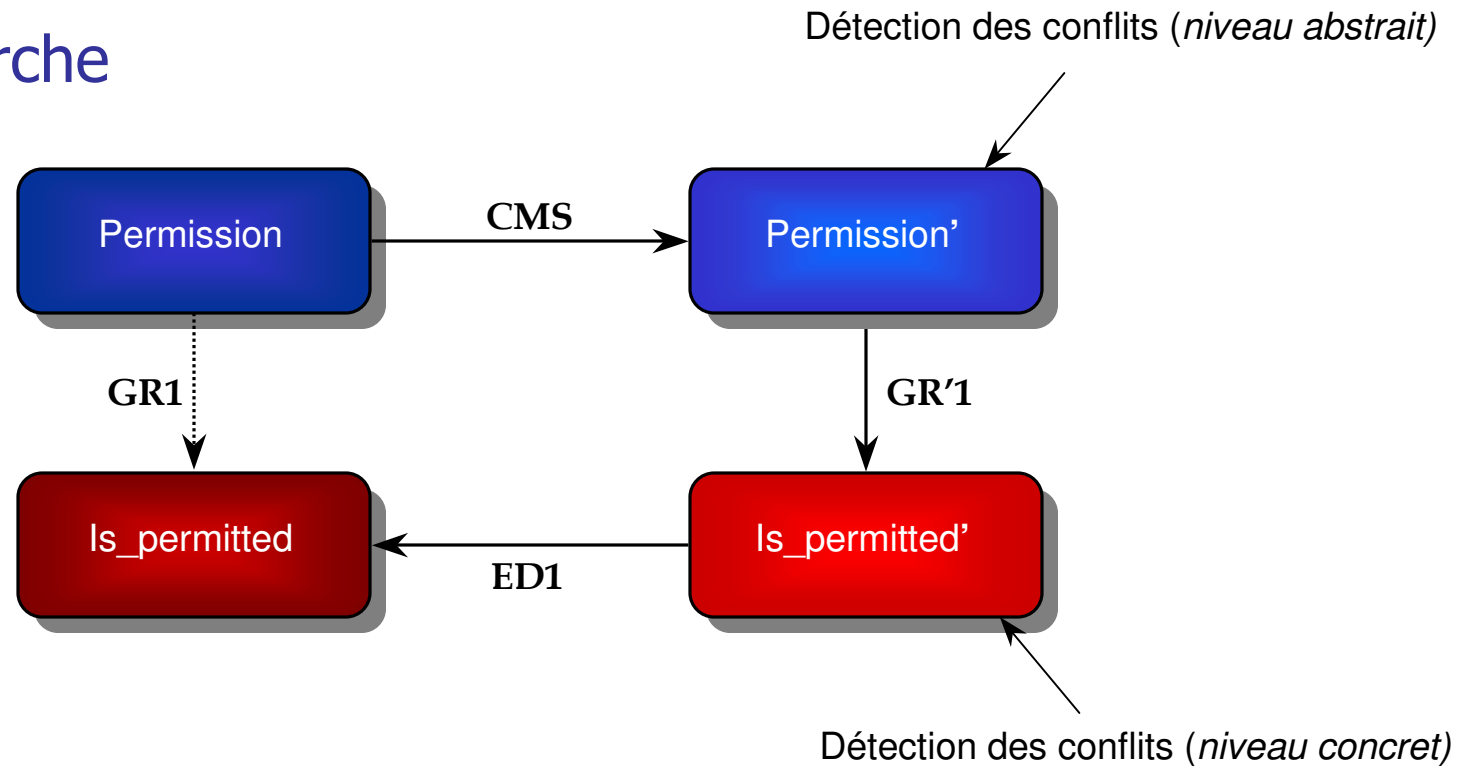 Détection des conflits (niveau abstrait)
rche
Permission
CMS
Permission’
GR1
GR’1
Is_permitted
ED1
Is_permitted’
Détection des conflits (niveau concret)